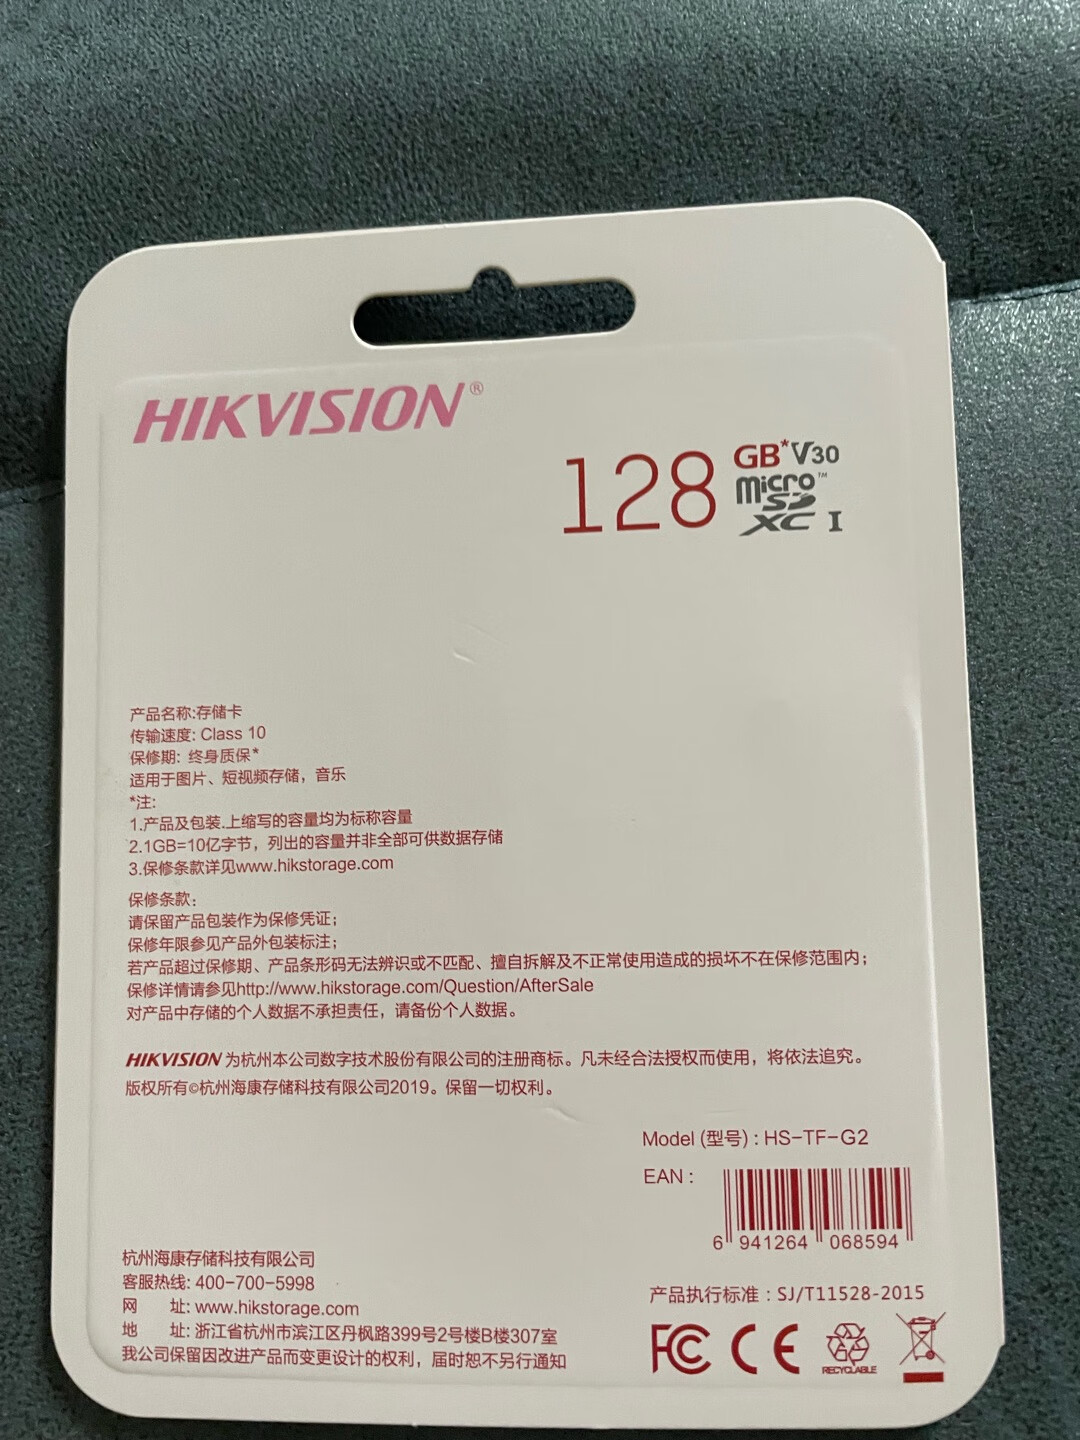 HIKVISION®
128 GB* V30
micro™
SD
XC I
产品名称:存储卡
传输速度: Class 10
保修期: 终身质保*
适用于图片、短视频存储，音乐
*注:
1.产品及包装.上缩写的容量均为标称容量
2.1GB=10亿字节，列出的容量并非全部可供数据存储
3.保修条款详见www.hikstorage.com
保修条款：
请保留产品包装作为保修凭证；
保修年限参见产品外包装标注；
若产品超过保修期、产品条形码无法辨识或不匹配、擅自拆解及不正常使用造成的损坏不在保修范围内；
保修详情请参见http://www.hikstorage.com/Question/AfterSale
对产品中存储的个人数据不承担责任，请备份个人数据。
HIKVISION 为杭州本公司数字技术股份有限公司的注册商标。凡未经合法授权而使用，将依法追究。
版权所有©杭州海康存储科技有限公司2019。保留一切权利。
Model (型号) : HS-TF-G2
EAN :
6 941264 068594
杭州海康存储科技有限公司
客服热线: 400-700-5998
网 址: www.hikstorage.com
地 址: 浙江省杭州市滨江区丹枫路399号2号楼B楼307室
我公司保留因改进产品而变更设计的权利，届时恕不另行通知
产品执行标准：SJ/T11528-2015
FC CE
RECYCLABLE